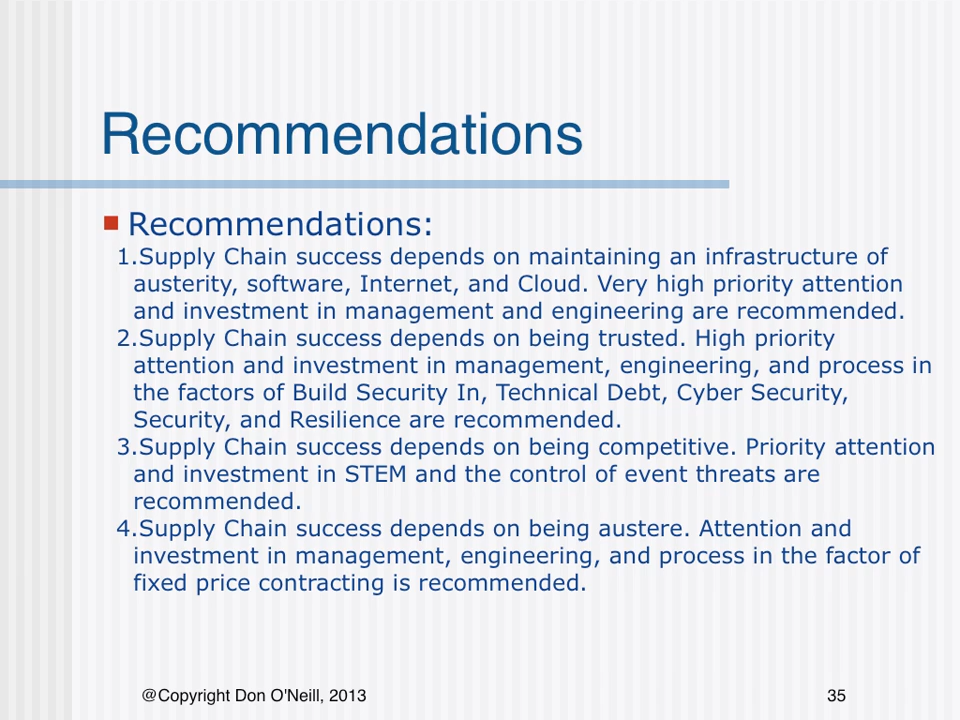 Recommendations
Recommendations:
1.Supply Chain success depends on maintaining an infrastructure of
austerity, software, Internet, and Cloud. Very high priority attention
and investment in management and engineering are recommended.
2.Supply Chain success depends on being trusted. High priority
attention and investment in management, engineering, and process in
the factors of Build Security In, Technical Debt, Cyber Security,
Security, and Resilience are recommended.
3.Supply Chain success depends on being competitive. Priority attention
and investment in STEM and the control of event threats are
recommended.
4.Supply Chain success depends on being austere. Attention and
investment in management, engineering, and process in the factor of
fixed price contracting is recommended.
@Copyright Don O'Neill, 2013 35